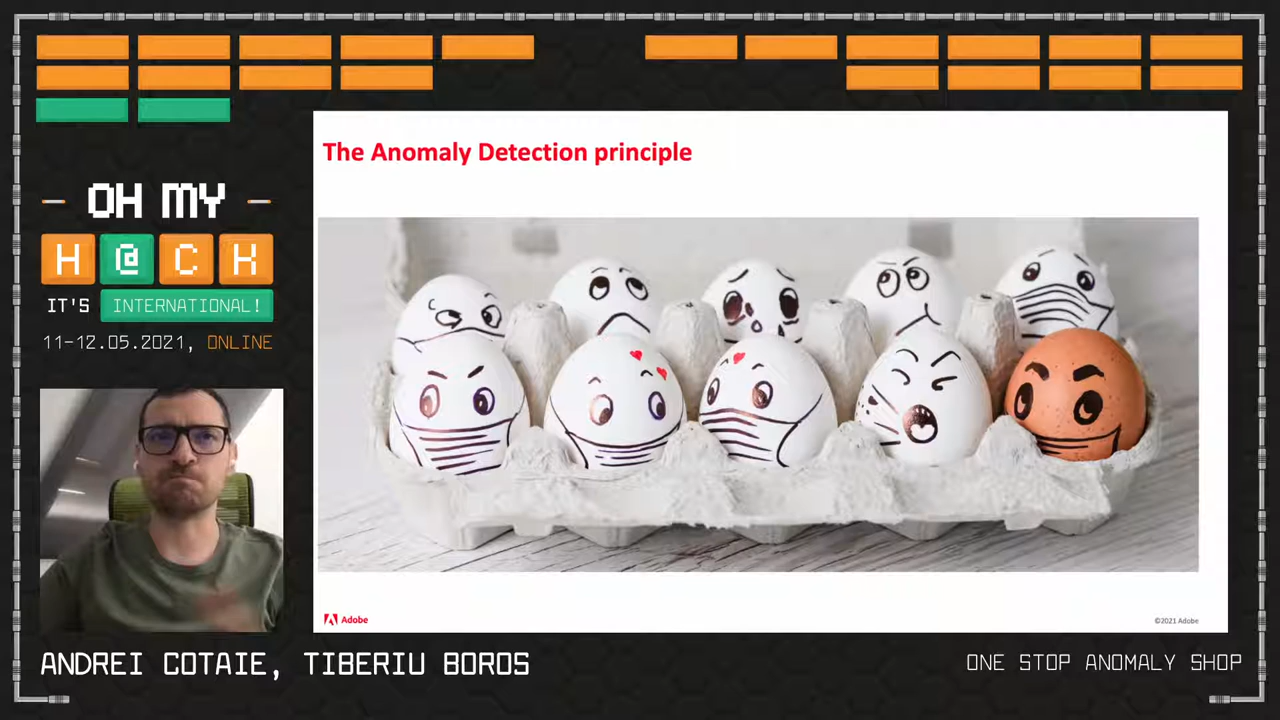 OH MY
H@CK
IT'S INTERNATIONAL!
11-12.05.2021, ONLINE
The Anomaly Detection principle
Adobe
©2021 Adobe
ANDREI COTAIE, TIBERIU BOROS
ONE STOP ANOMALY SHOP